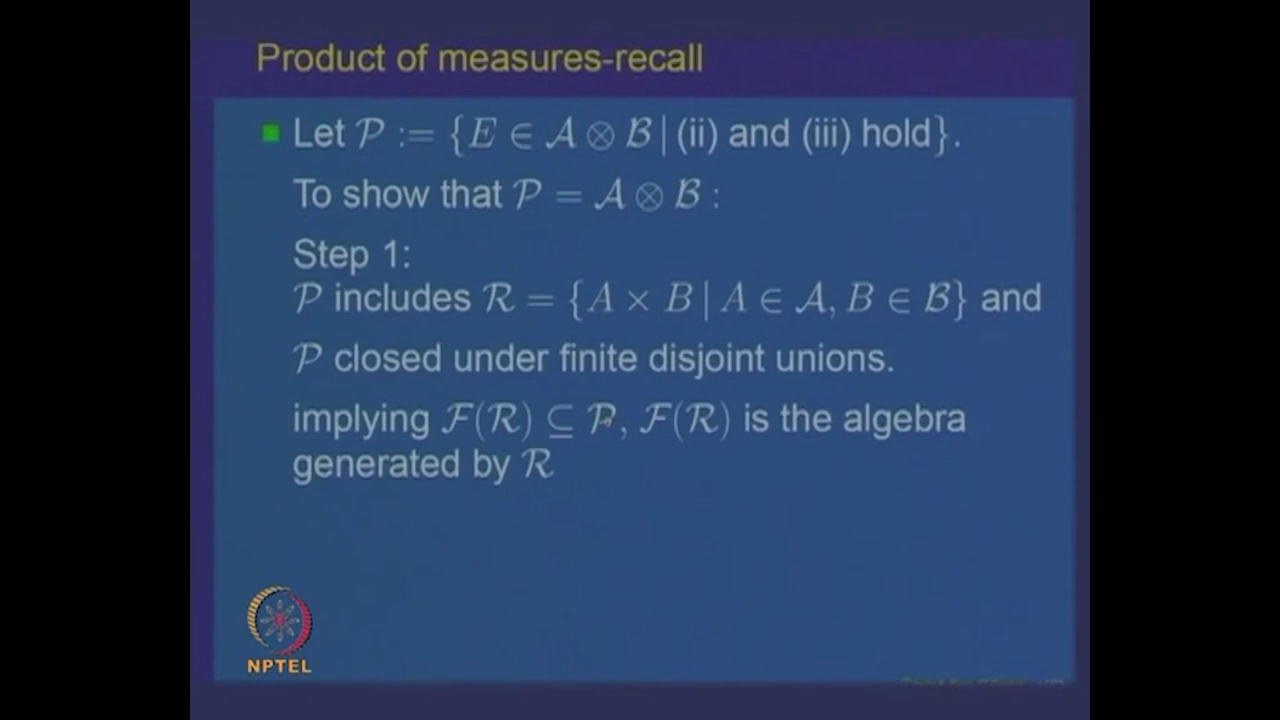 Product of measures-recall
Let 𝒫 := {E ∈ 𝒜 ⊗ ℬ | (ii) and (iii) hold}.
To show that 𝒫 = 𝒜 ⊗ ℬ :
Step 1:
𝒫 includes ℛ = {A × B | A ∈ 𝒜, B ∈ ℬ} and
𝒫 closed under finite disjoint unions.
implying ℱ(ℛ) ⊆ 𝒫, ℱ(ℛ) is the algebra
generated by ℛ
NPTEL